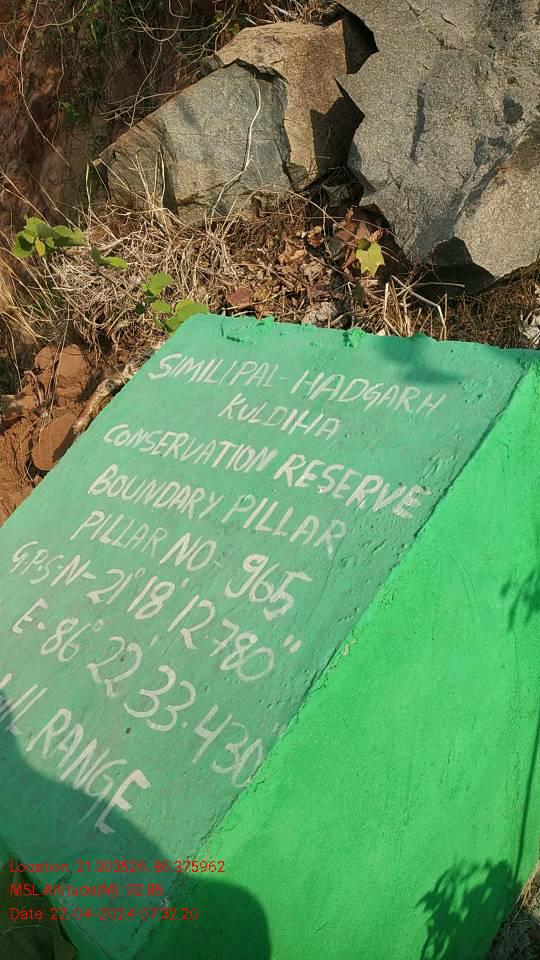 SIMILIPAL-HADGARH
KULDIHA
CONSERVATION RESERVE
BOUNDARY PILLAR
PILLAR NO- 965
G.P.S-N-21° 18' 12.780"
E-86° 22' 33.430"
RANGE
Location: 21.303526, 86.375962
MSL Altitude(M): 92.85
Date: 22-04-2024 07:32:20